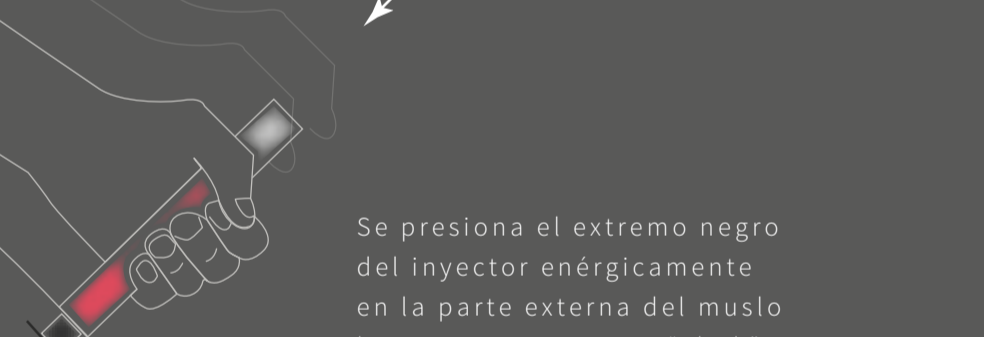 Se presiona el extremo negro
del inyector enérgicamente
en la parte externa del muslo